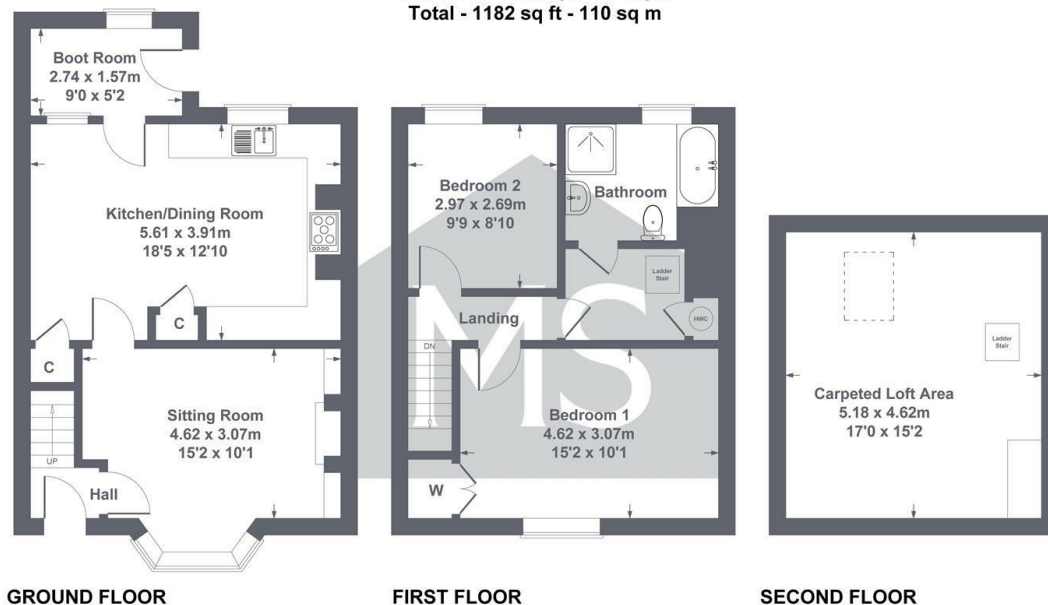 Total - 1182 sq ft - 110 sq m
Boot Room
2.74 x 1.57m
9'0 x 5'2
Kitchen/Dining Room
5.61 x 3.91m
18'5 x 12'10
C
C
Sitting Room
4.62 x 3.07m
15'2 x 10'1
UP
Hall
GROUND FLOOR
Bedroom 2
2.97 x 2.69m
9'9 x 8'10
Bathroom
Ladder
Stair
HWC
Landing
DN
MS
Bedroom 1
4.62 x 3.07m
15'2 x 10'1
W
FIRST FLOOR
Ladder
Stair
Carpeted Loft Area
5.18 x 4.62m
17'0 x 15'2
SECOND FLOOR